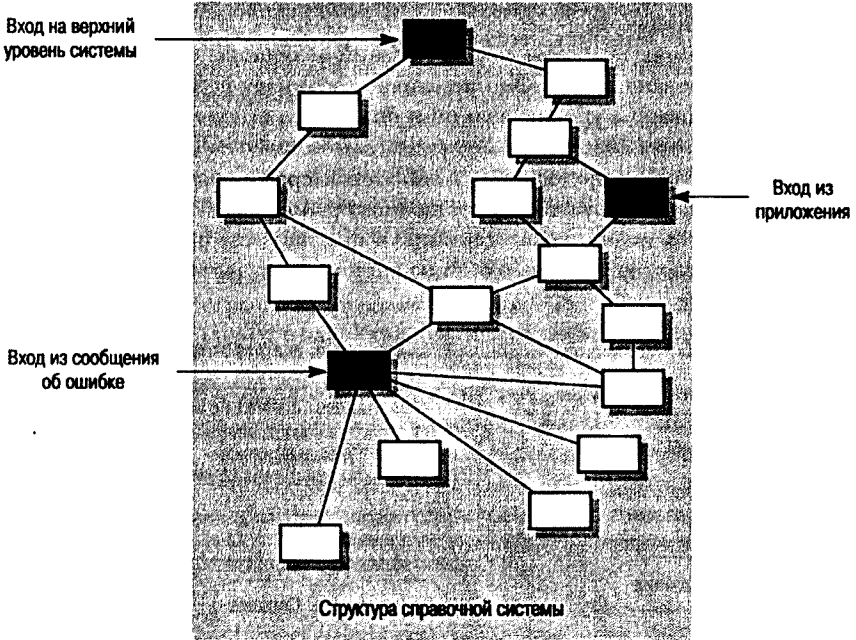 Вход на верхний
уровень системы
Вход из
приложения
Вход из сообщения
об ошибке
Структура справочной системы